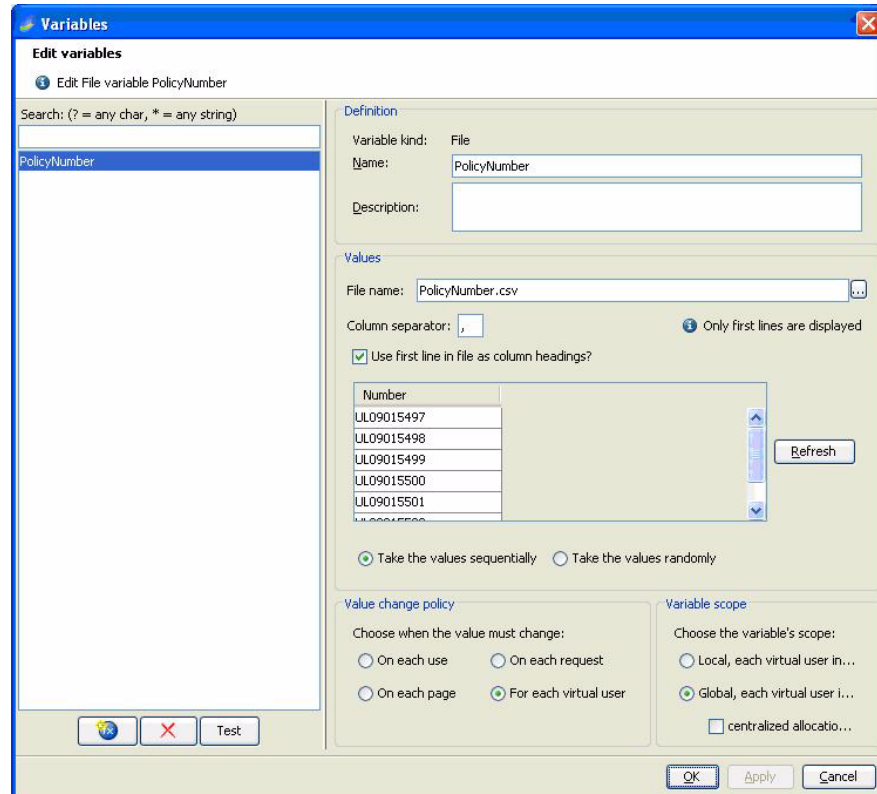 Variables
Edit variables
Edit File variable PolicyNumber
Search: (? = any char, * = any string)
PolicyNumber
Definition
Variable kind: File
Name: PolicyNumber
Description:
Values
File name: PolicyNumber.csv ...
Column separator: , Only first lines are displayed
Use first line in file as column headings?
Number
UL09015497
UL09015498
UL09015499
UL09015500
UL09015501
Refresh
Take the values sequentially Take the values randomly
Value change policy
Choose when the value must change:
On each use On each request
On each page For each virtual user
Variable scope
Choose the variable's scope:
Local, each virtual user in...
Global, each virtual user i...
centralized allocatio...
Test
OK Apply Cancel